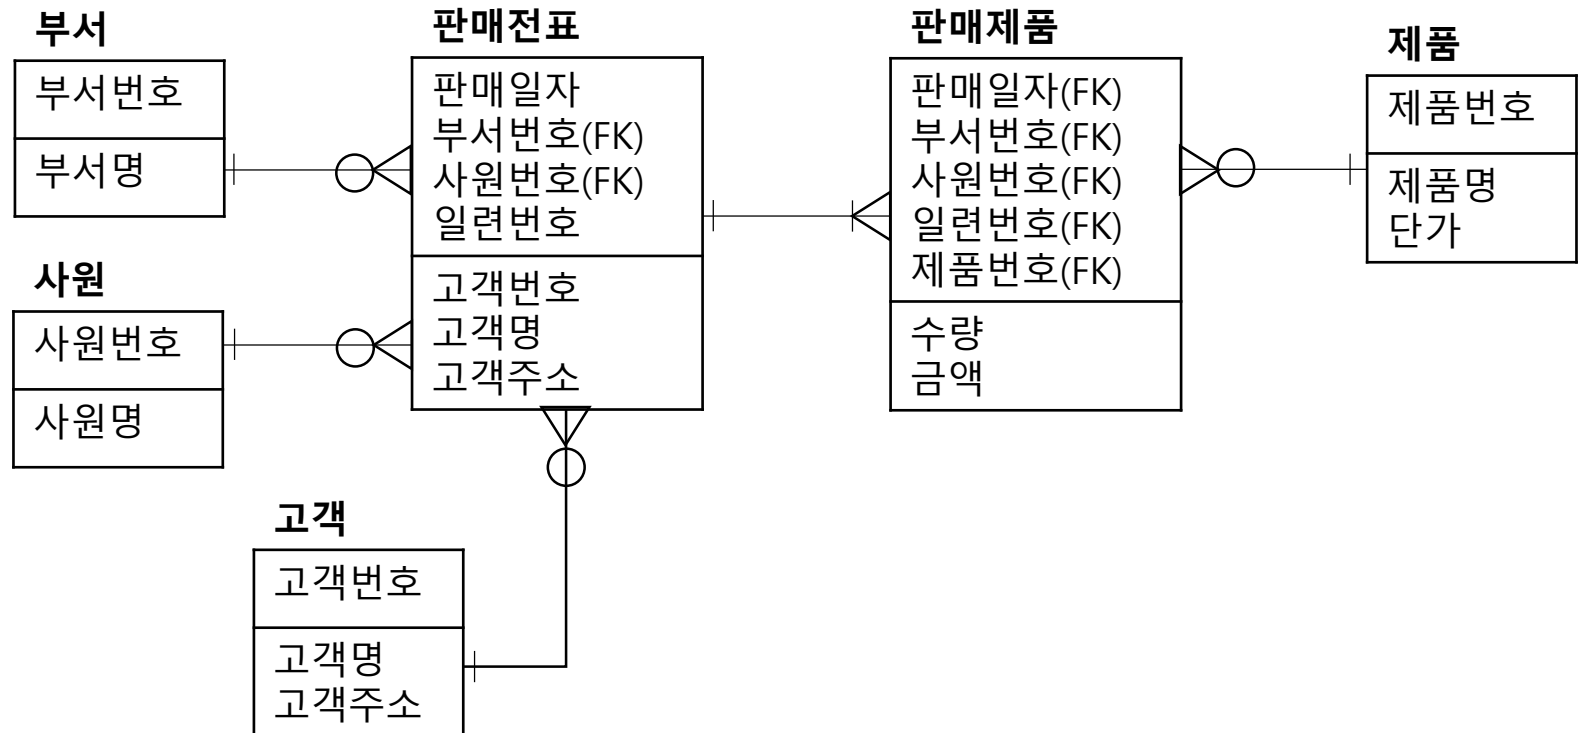 부서
부서번호
부서명
사원
사원번호
사원명
판매전표
판매일자
부서번호(FK)
사원번호(FK)
일련번호
고객번호
고객명
고객주소
고객
고객번호
고객명
고객주소
판매제품
판매일자(FK)
부서번호(FK)
사원번호(FK)
일련번호(FK)
제품번호(FK)
수량
금액
제품
제품번호
제품명
단가